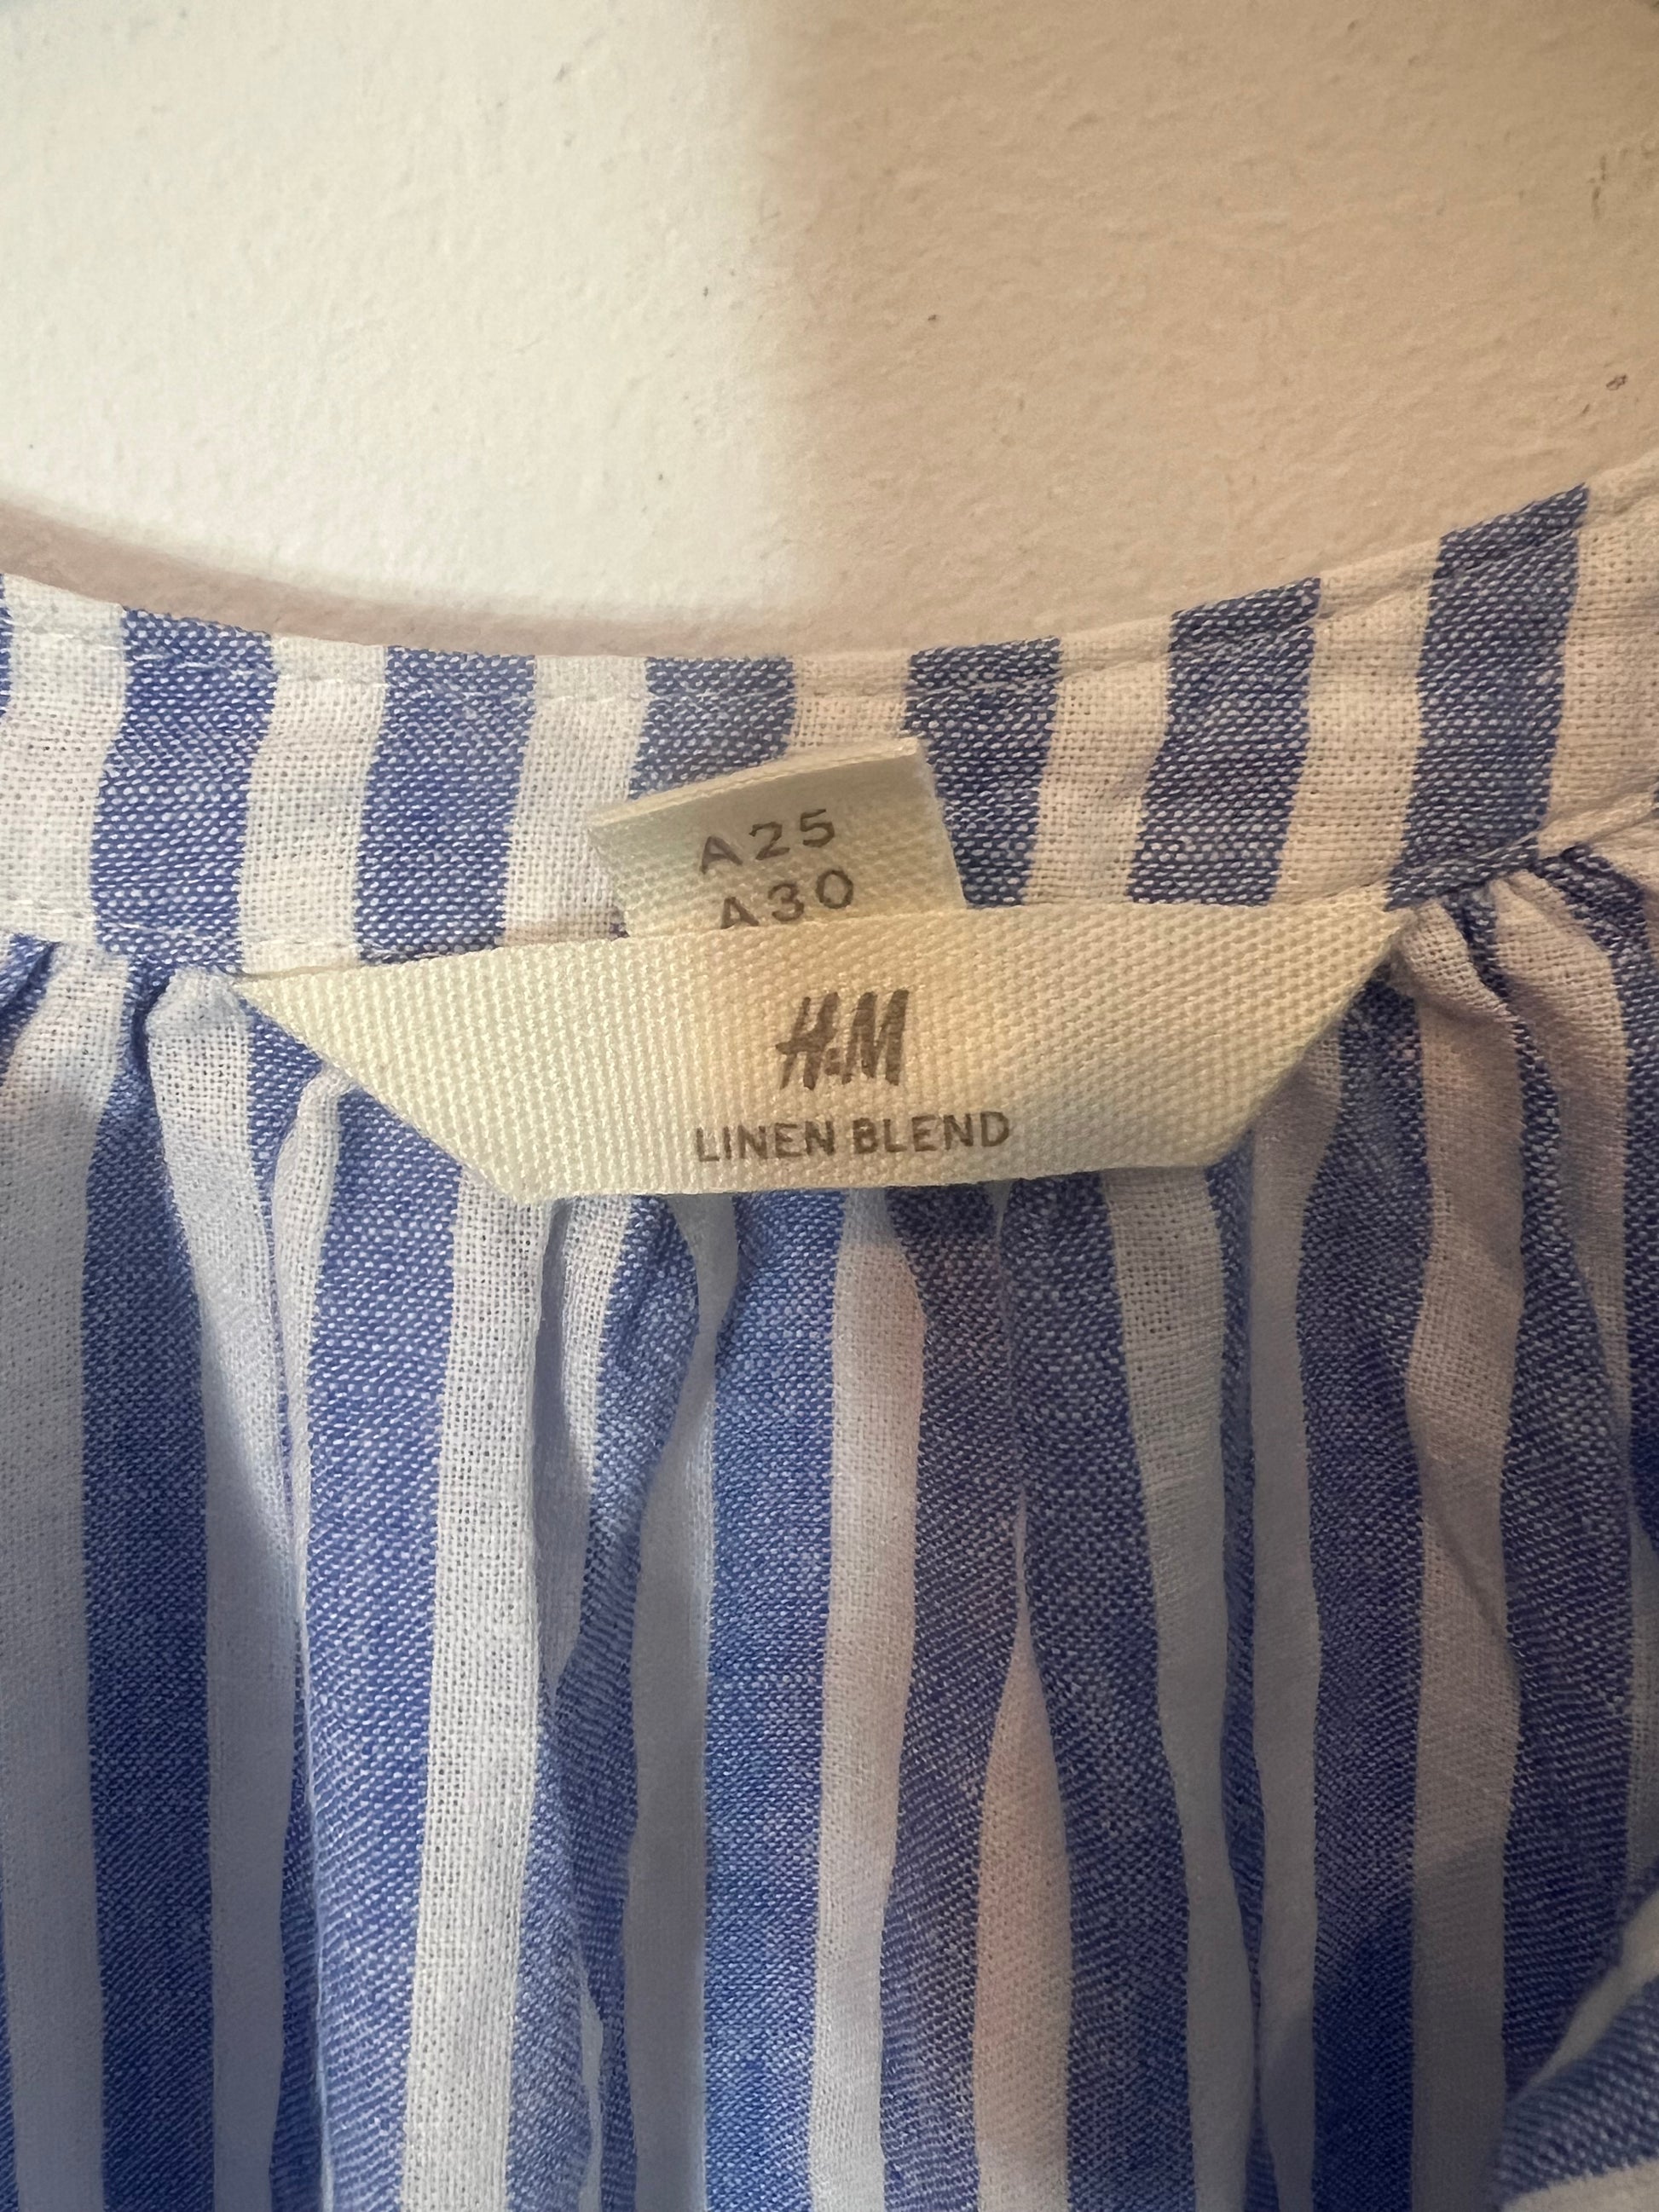 A25
A30
H&M
LINEN BLEND